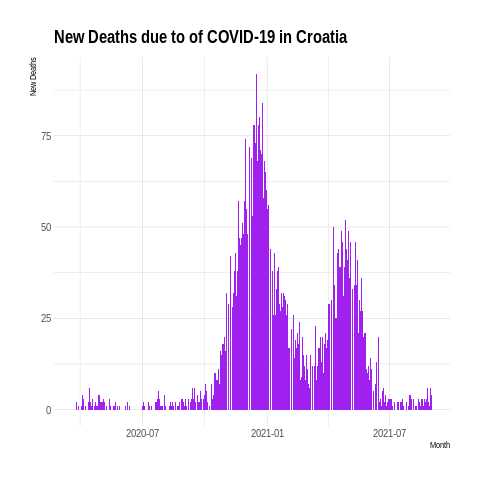 New Deaths due to of COVID-19 in Croatia
New Deaths
75
50
25
0
2020-07
2021-01
2021-07
Month